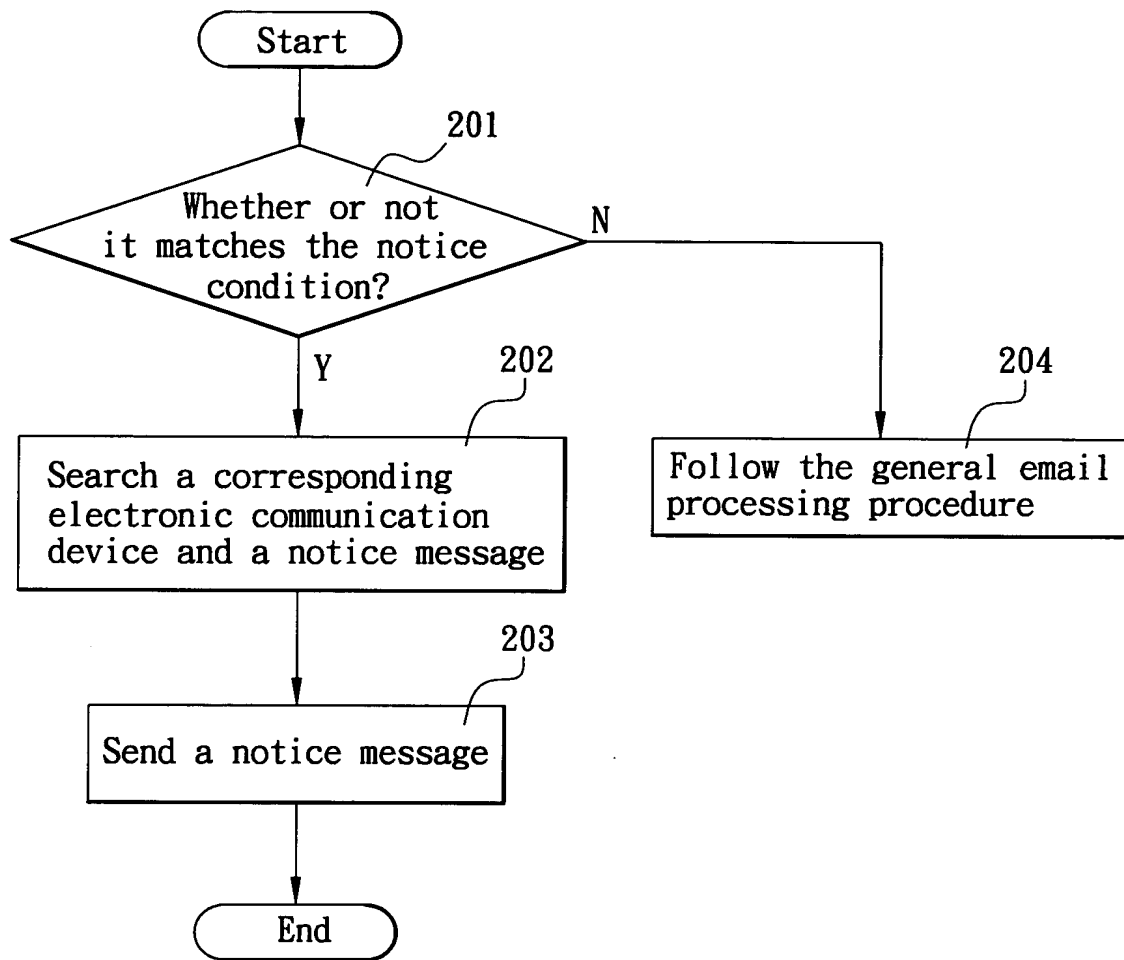 Start
201
Whether or not
it matches the notice
condition?
N
Y
202
Search a corresponding
electronic communication
device and a notice message
204
Follow the general email
processing procedure
203
Send a notice message
End